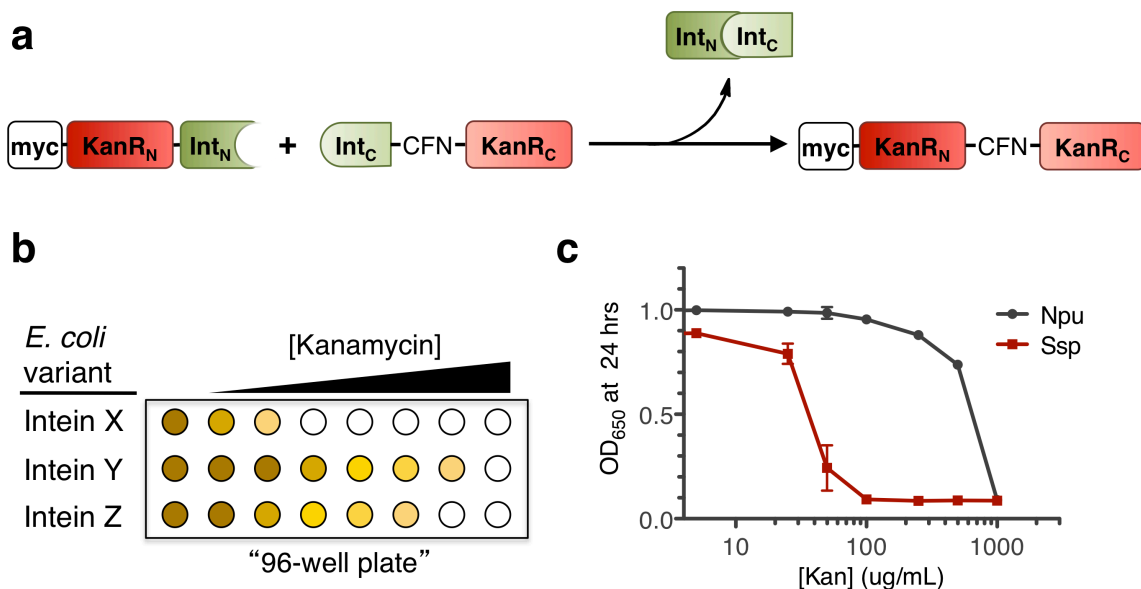 a
Int_N Int_C
myc KanR_N Int_N + Int_C CFN KanR_C myc KanR_N CFN KanR_C
b
E. coli
variant
[Kanamycin]
Intein X
Intein Y
Intein Z
“96-well plate”
c
OD650 at 24 hrs
1.0
0.5
0.0
10 100 1000
[Kan] (ug/mL)
Npu
Ssp